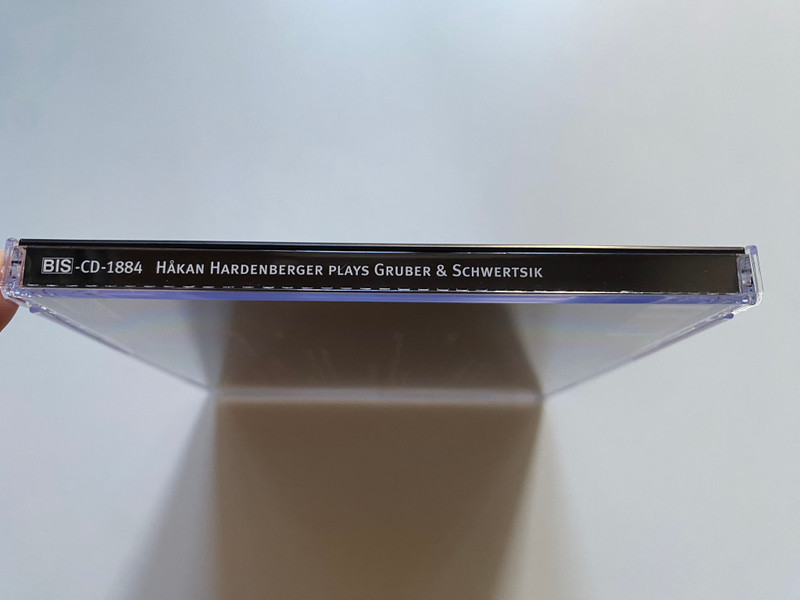 BIS-CD-1884 HÅKAN HARDENBERGER PLAYS GRUBER & SCHWERTSIK